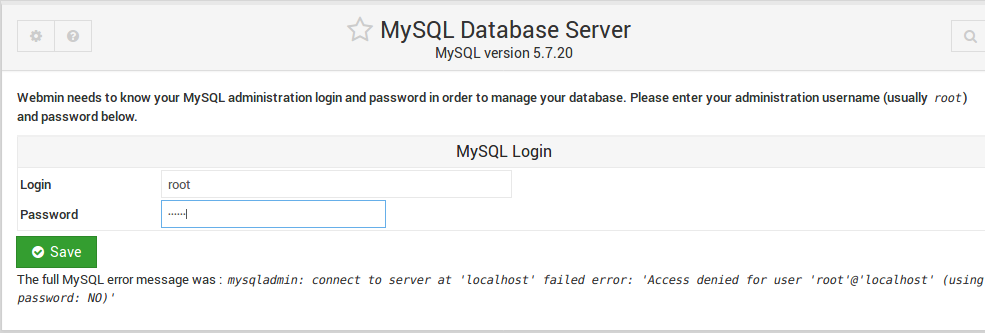 MySQL Database Server
MySQL version 5.7.20
Webmin needs to know your MySQL administration login and password in order to manage your database. Please enter your administration username (usually root)
and password below.
MySQL Login
Login root
Password ······
Save
The full MySQL error message was : mysqladmin: connect to server at 'localhost' failed error: 'Access denied for user 'root'@'localhost' (using
password: NO)'